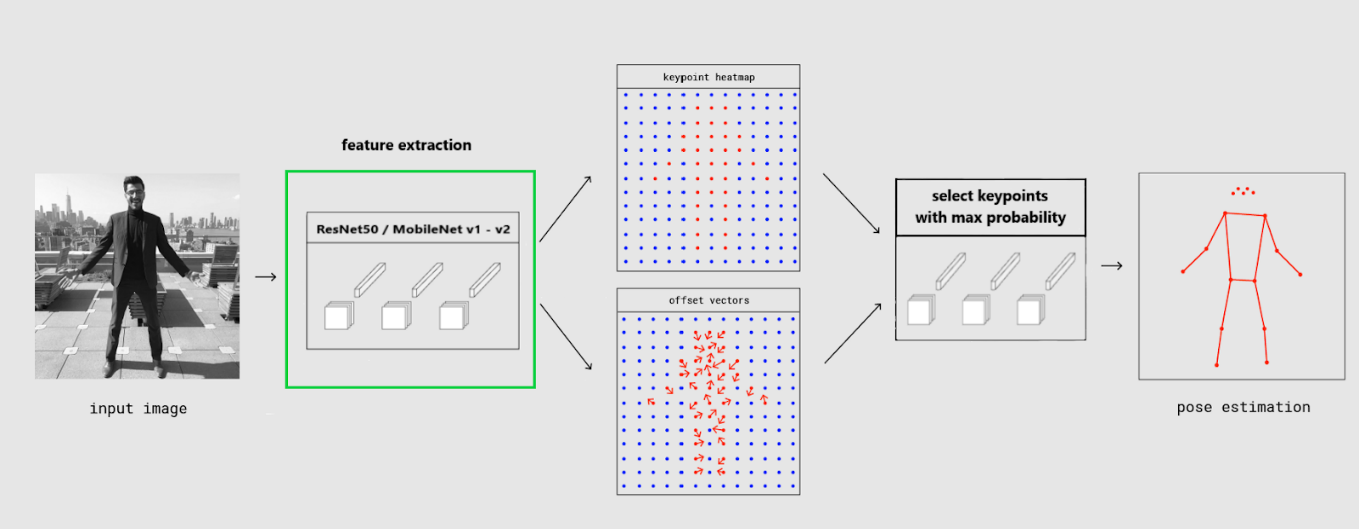 feature extraction
ResNet50 / MobileNet v1 - v2
input image
keypoint heatmap
offset vectors
select keypoints
with max probability
pose estimation